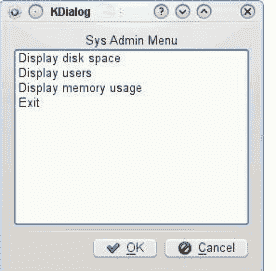 KDialog
Sys Admin Menu
Display disk space
Display users
Display memory usage
Exit
OK
Cancel